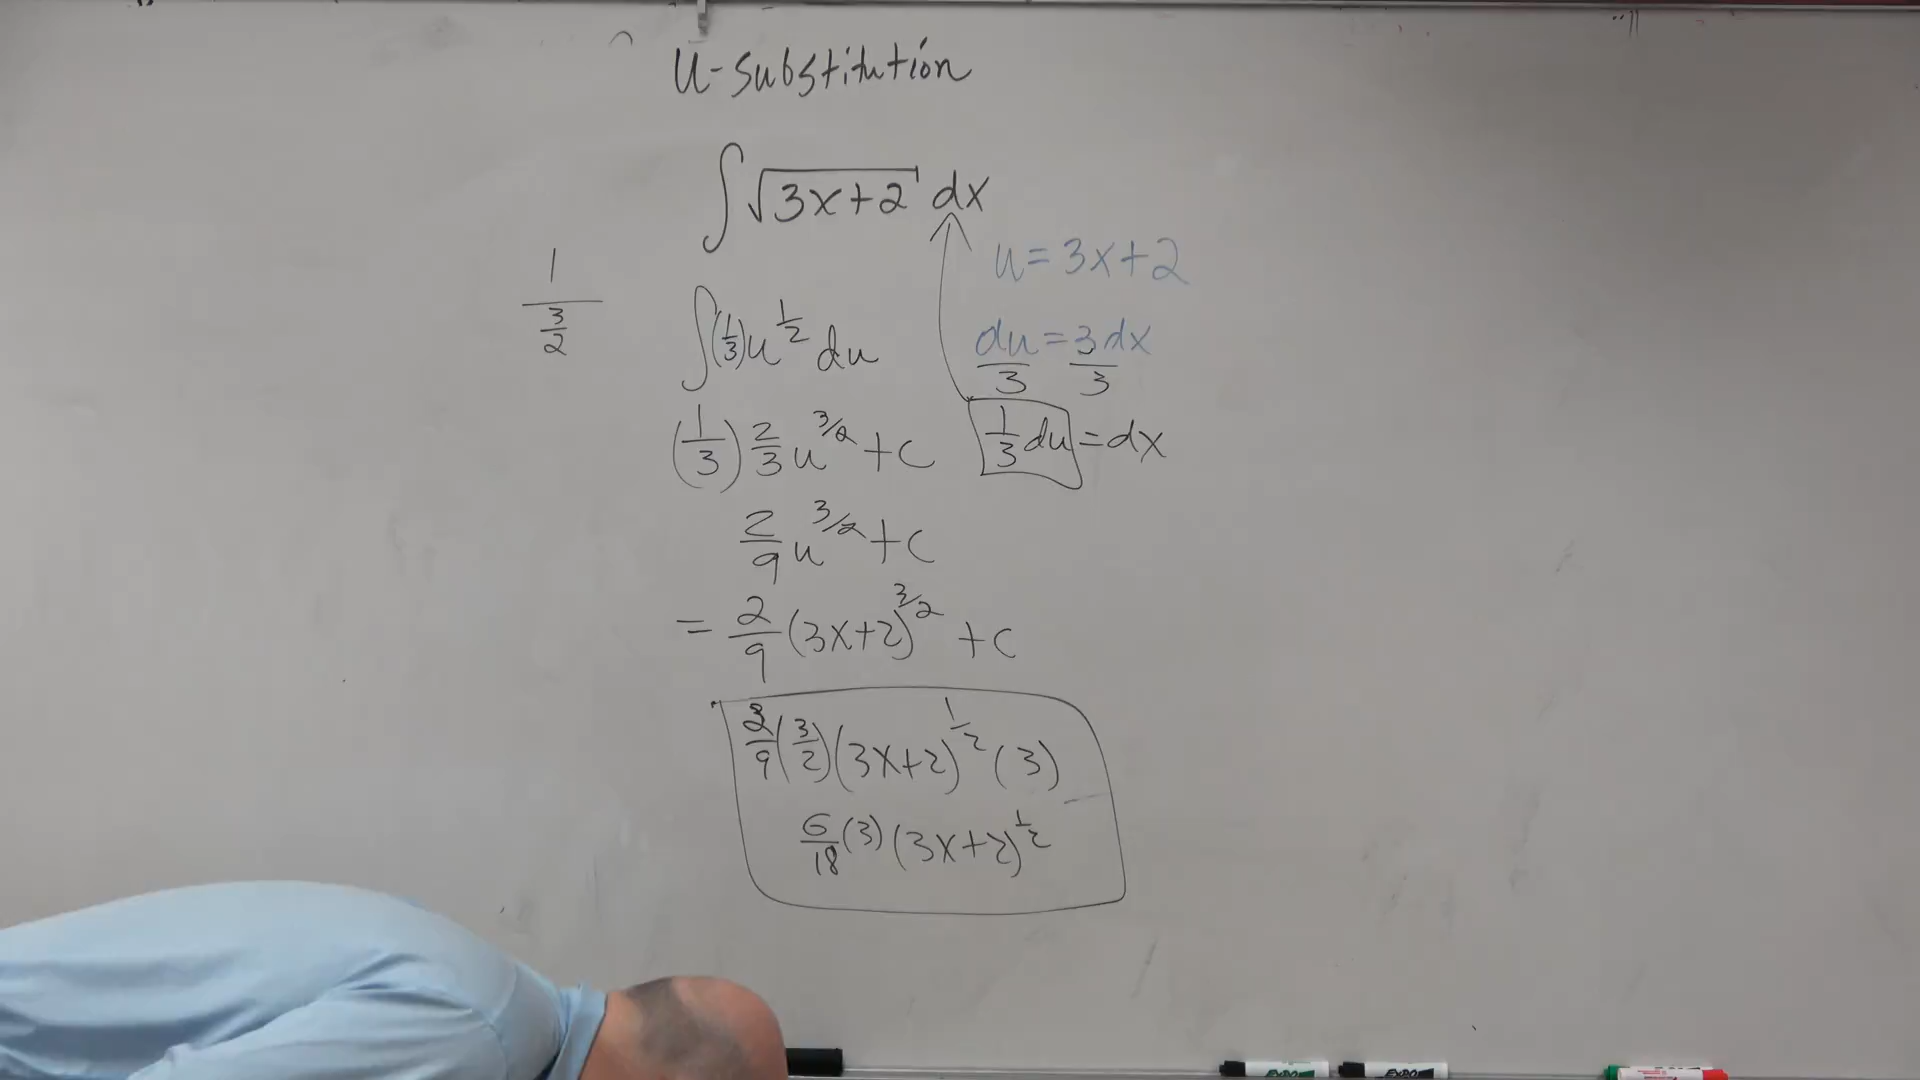 U-substitution
∫√(3x+2) dx
u = 3x+2
1/(3/2)
∫(1/3)u^(1/2) du
du/3 = 3dx/3
(1/3) 2/3 u^(3/2) + C
1/3 du = dx
2/9 u^(3/2) + C
= 2/9 (3x+2)^(3/2) + C
2/9 (3/2)(3x+2)^(1/2) (3)
6/18 (3)(3x+2)^(1/2)
EXPO
EXPO